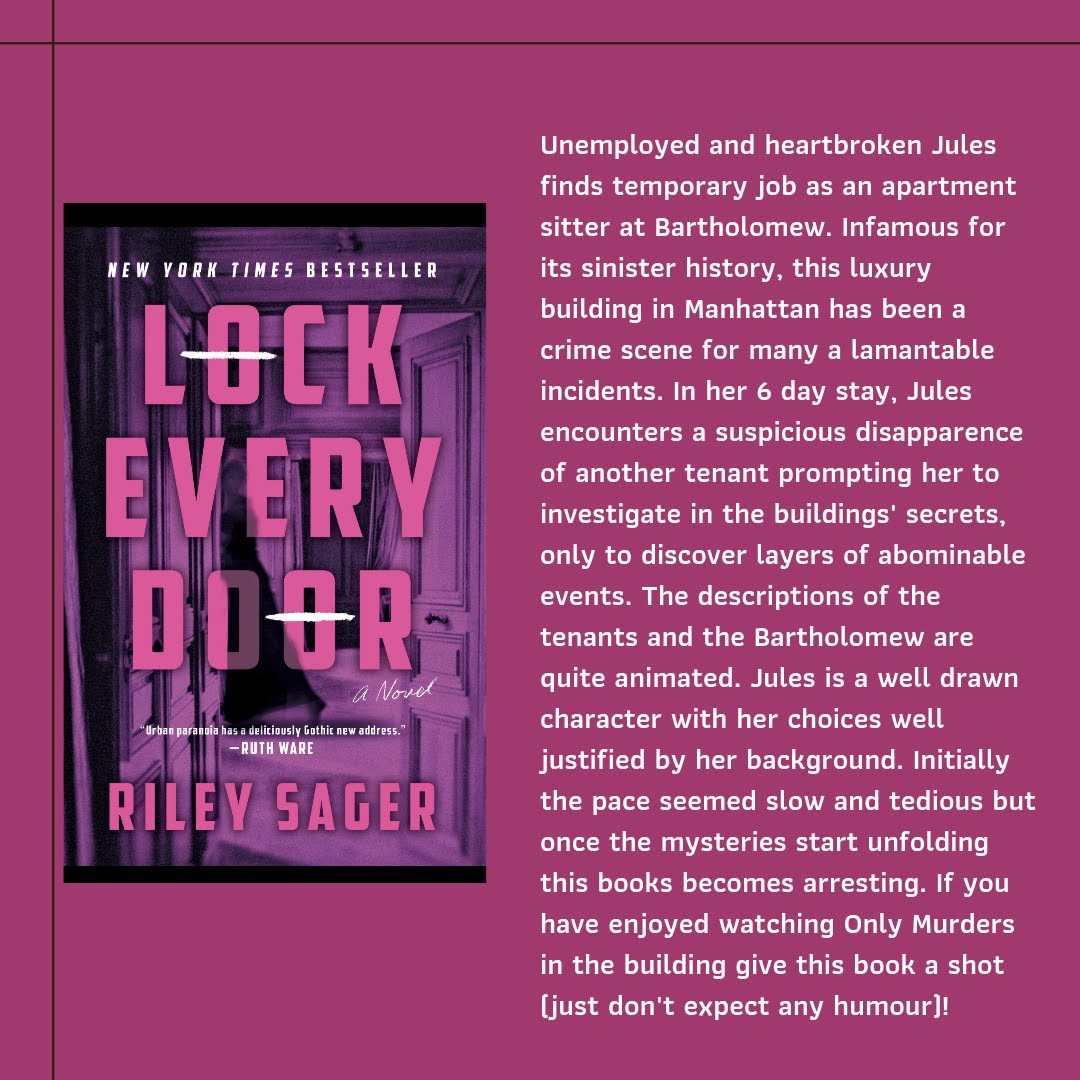 NEW YORK TIMES BESTSELLER
LOCK
EVERY
DOOR
a Novel
"Urban paranoia has a deliciously Gothic new address."
—RUTH WARE
RILEY SAGER
Unemployed and heartbroken Jules
finds temporary job as an apartment
sitter at Bartholomew. Infamous for
its sinister history, this luxury
building in Manhattan has been a
crime scene for many a lamantable
incidents. In her 6 day stay, Jules
encounters a suspicious disapparence
of another tenant prompting her to
investigate in the buildings' secrets,
only to discover layers of abominable
events. The descriptions of the
tenants and the Bartholomew are
quite animated. Jules is a well drawn
character with her choices well
justified by her background. Initially
the pace seemed slow and tedious but
once the mysteries start unfolding
this books becomes arresting. If you
have enjoyed watching Only Murders
in the building give this book a shot
(just don't expect any humour)!